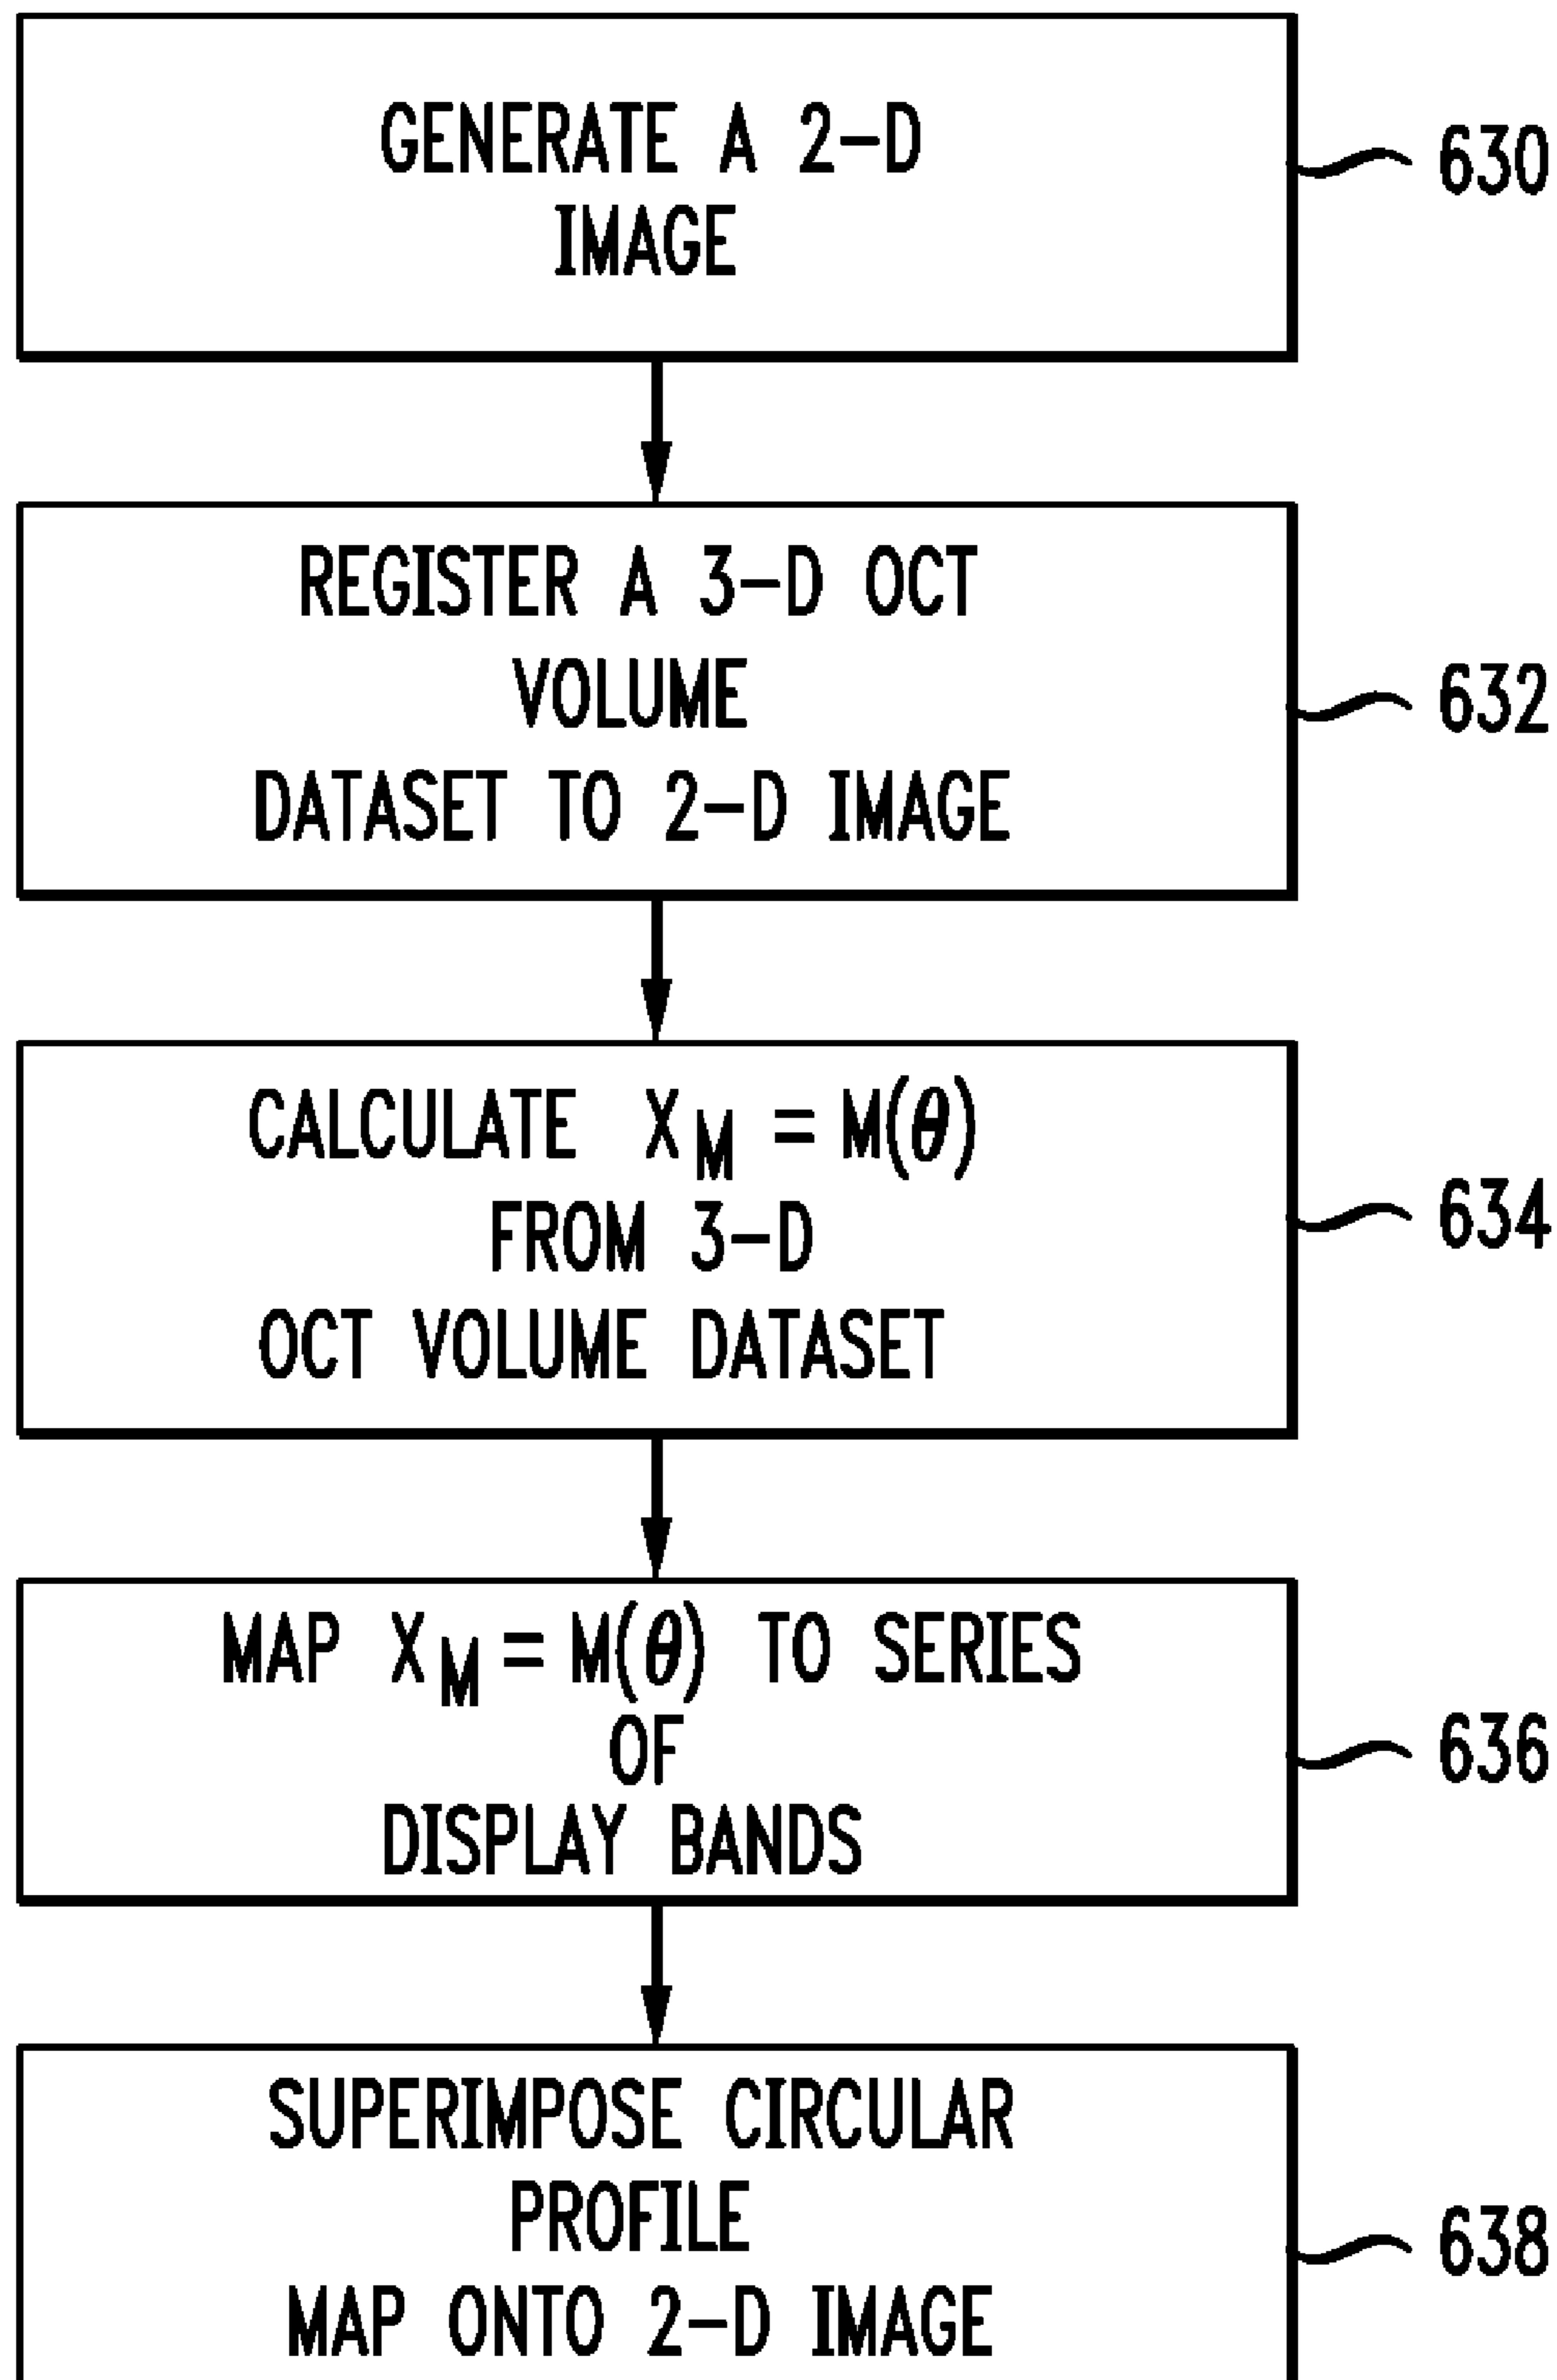 GENERATE A 2-D
IMAGE
630
REGISTER A 3-D OCT
VOLUME
DATASET TO 2-D IMAGE
632
CALCULATE X_M = M(θ)
FROM 3-D
OCT VOLUME DATASET
634
MAP X_M = M(θ) TO SERIES
OF
DISPLAY BANDS
636
SUPERIMPOSE CIRCULAR
PROFILE
MAP ONTO 2-D IMAGE
638